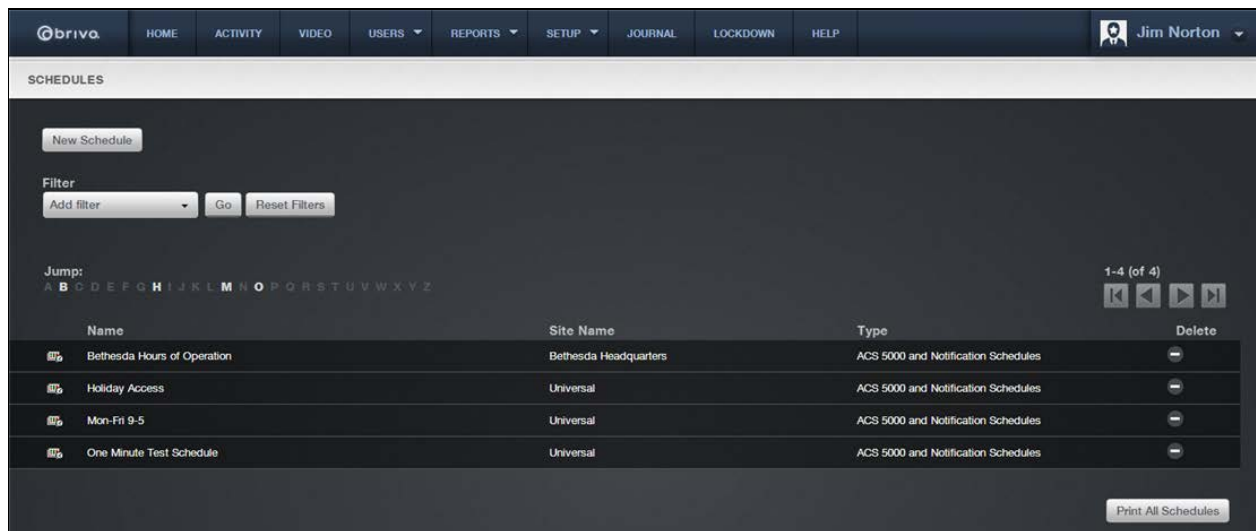 brivo.
HOME ACTIVITY VIDEO USERS REPORTS SETUP JOURNAL LOCKDOWN HELP Jim Norton
SCHEDULES
New Schedule
Filter
Add filter Go Reset Filters
Jump:
A B C D E F G H I J K L M N O P Q R S T U V W X Y Z
1-4 (of 4)
Name Site Name Type Delete
Bethesda Hours of Operation Bethesda Headquarters ACS 5000 and Notification Schedules
Holiday Access Universal ACS 5000 and Notification Schedules
Mon-Fri 9-5 Universal ACS 5000 and Notification Schedules
One Minute Test Schedule Universal ACS 5000 and Notification Schedules
Print All Schedules